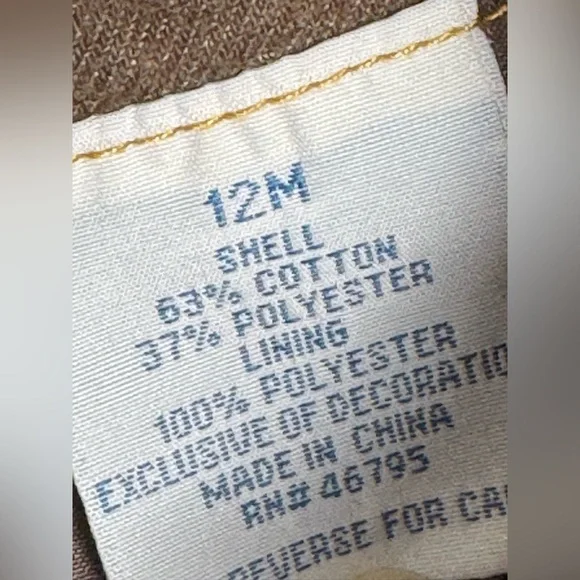 12M
SHELL
63% COTTON
37% POLYESTER
LINING
100% POLYESTER
EXCLUSIVE OF DECORATIO
MADE IN CHINA
RN# 46795
REVERSE FOR CA